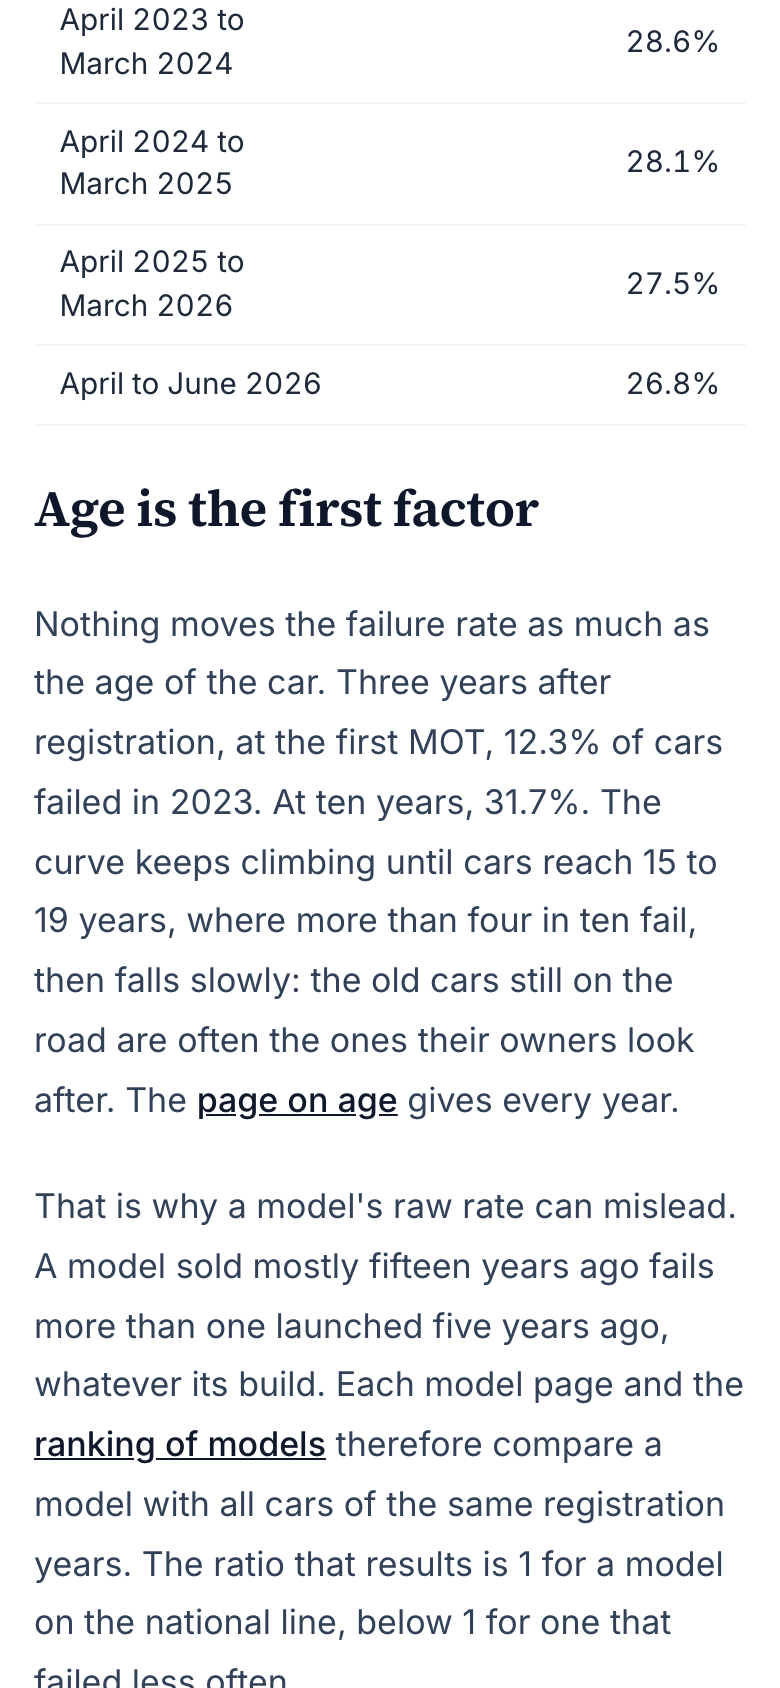 April 2023 to
March 2024
28.6%
April 2024 to
March 2025
28.1%
April 2025 to
March 2026
27.5%
April to June 2026
26.8%
Age is the first factor
Nothing moves the failure rate as much as
the age of the car. Three years after
registration, at the first MOT, 12.3% of cars
failed in 2023. At ten years, 31.7%. The
curve keeps climbing until cars reach 15 to
19 years, where more than four in ten fail,
then falls slowly: the old cars still on the
road are often the ones their owners look
after. The page on age gives every year.
That is why a model's raw rate can mislead.
A model sold mostly fifteen years ago fails
more than one launched five years ago,
whatever its build. Each model page and the
ranking of models therefore compare a
model with all cars of the same registration
years. The ratio that results is 1 for a model
on the national line, below 1 for one that
failed less often